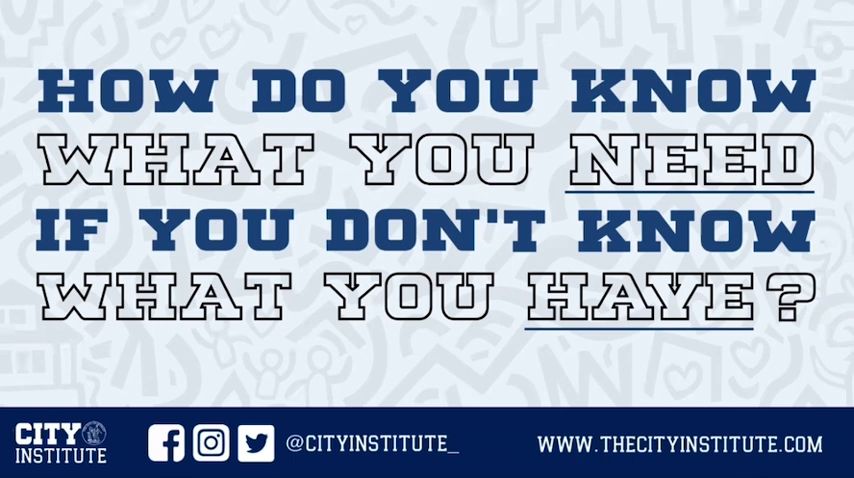 HOW DO YOU KNOW
WHAT YOU NEED
IF YOU DON'T KNOW
WHAT YOU HAVE?
CITY
INSTITUTE
@CITYINSTITUTE_
WWW.THECITYINSTITUTE.COM